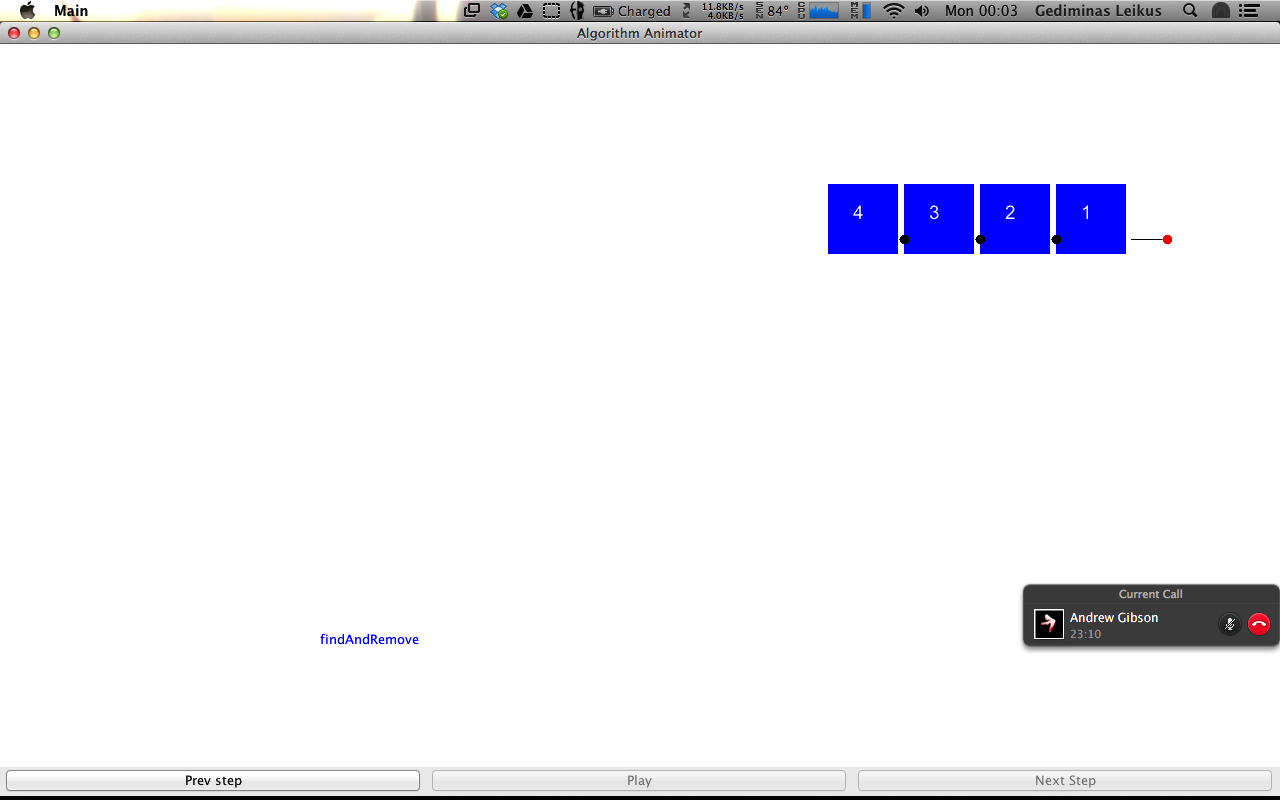 Main Charged 11.8KB/s 4.0KB/s SEN 84° CPU MEM Mon 00:03 Gediminas Leikus
Algorithm Animator
4 3 2 1
Current Call
Andrew Gibson
23:10
findAndRemove
Prev step Play Next Step